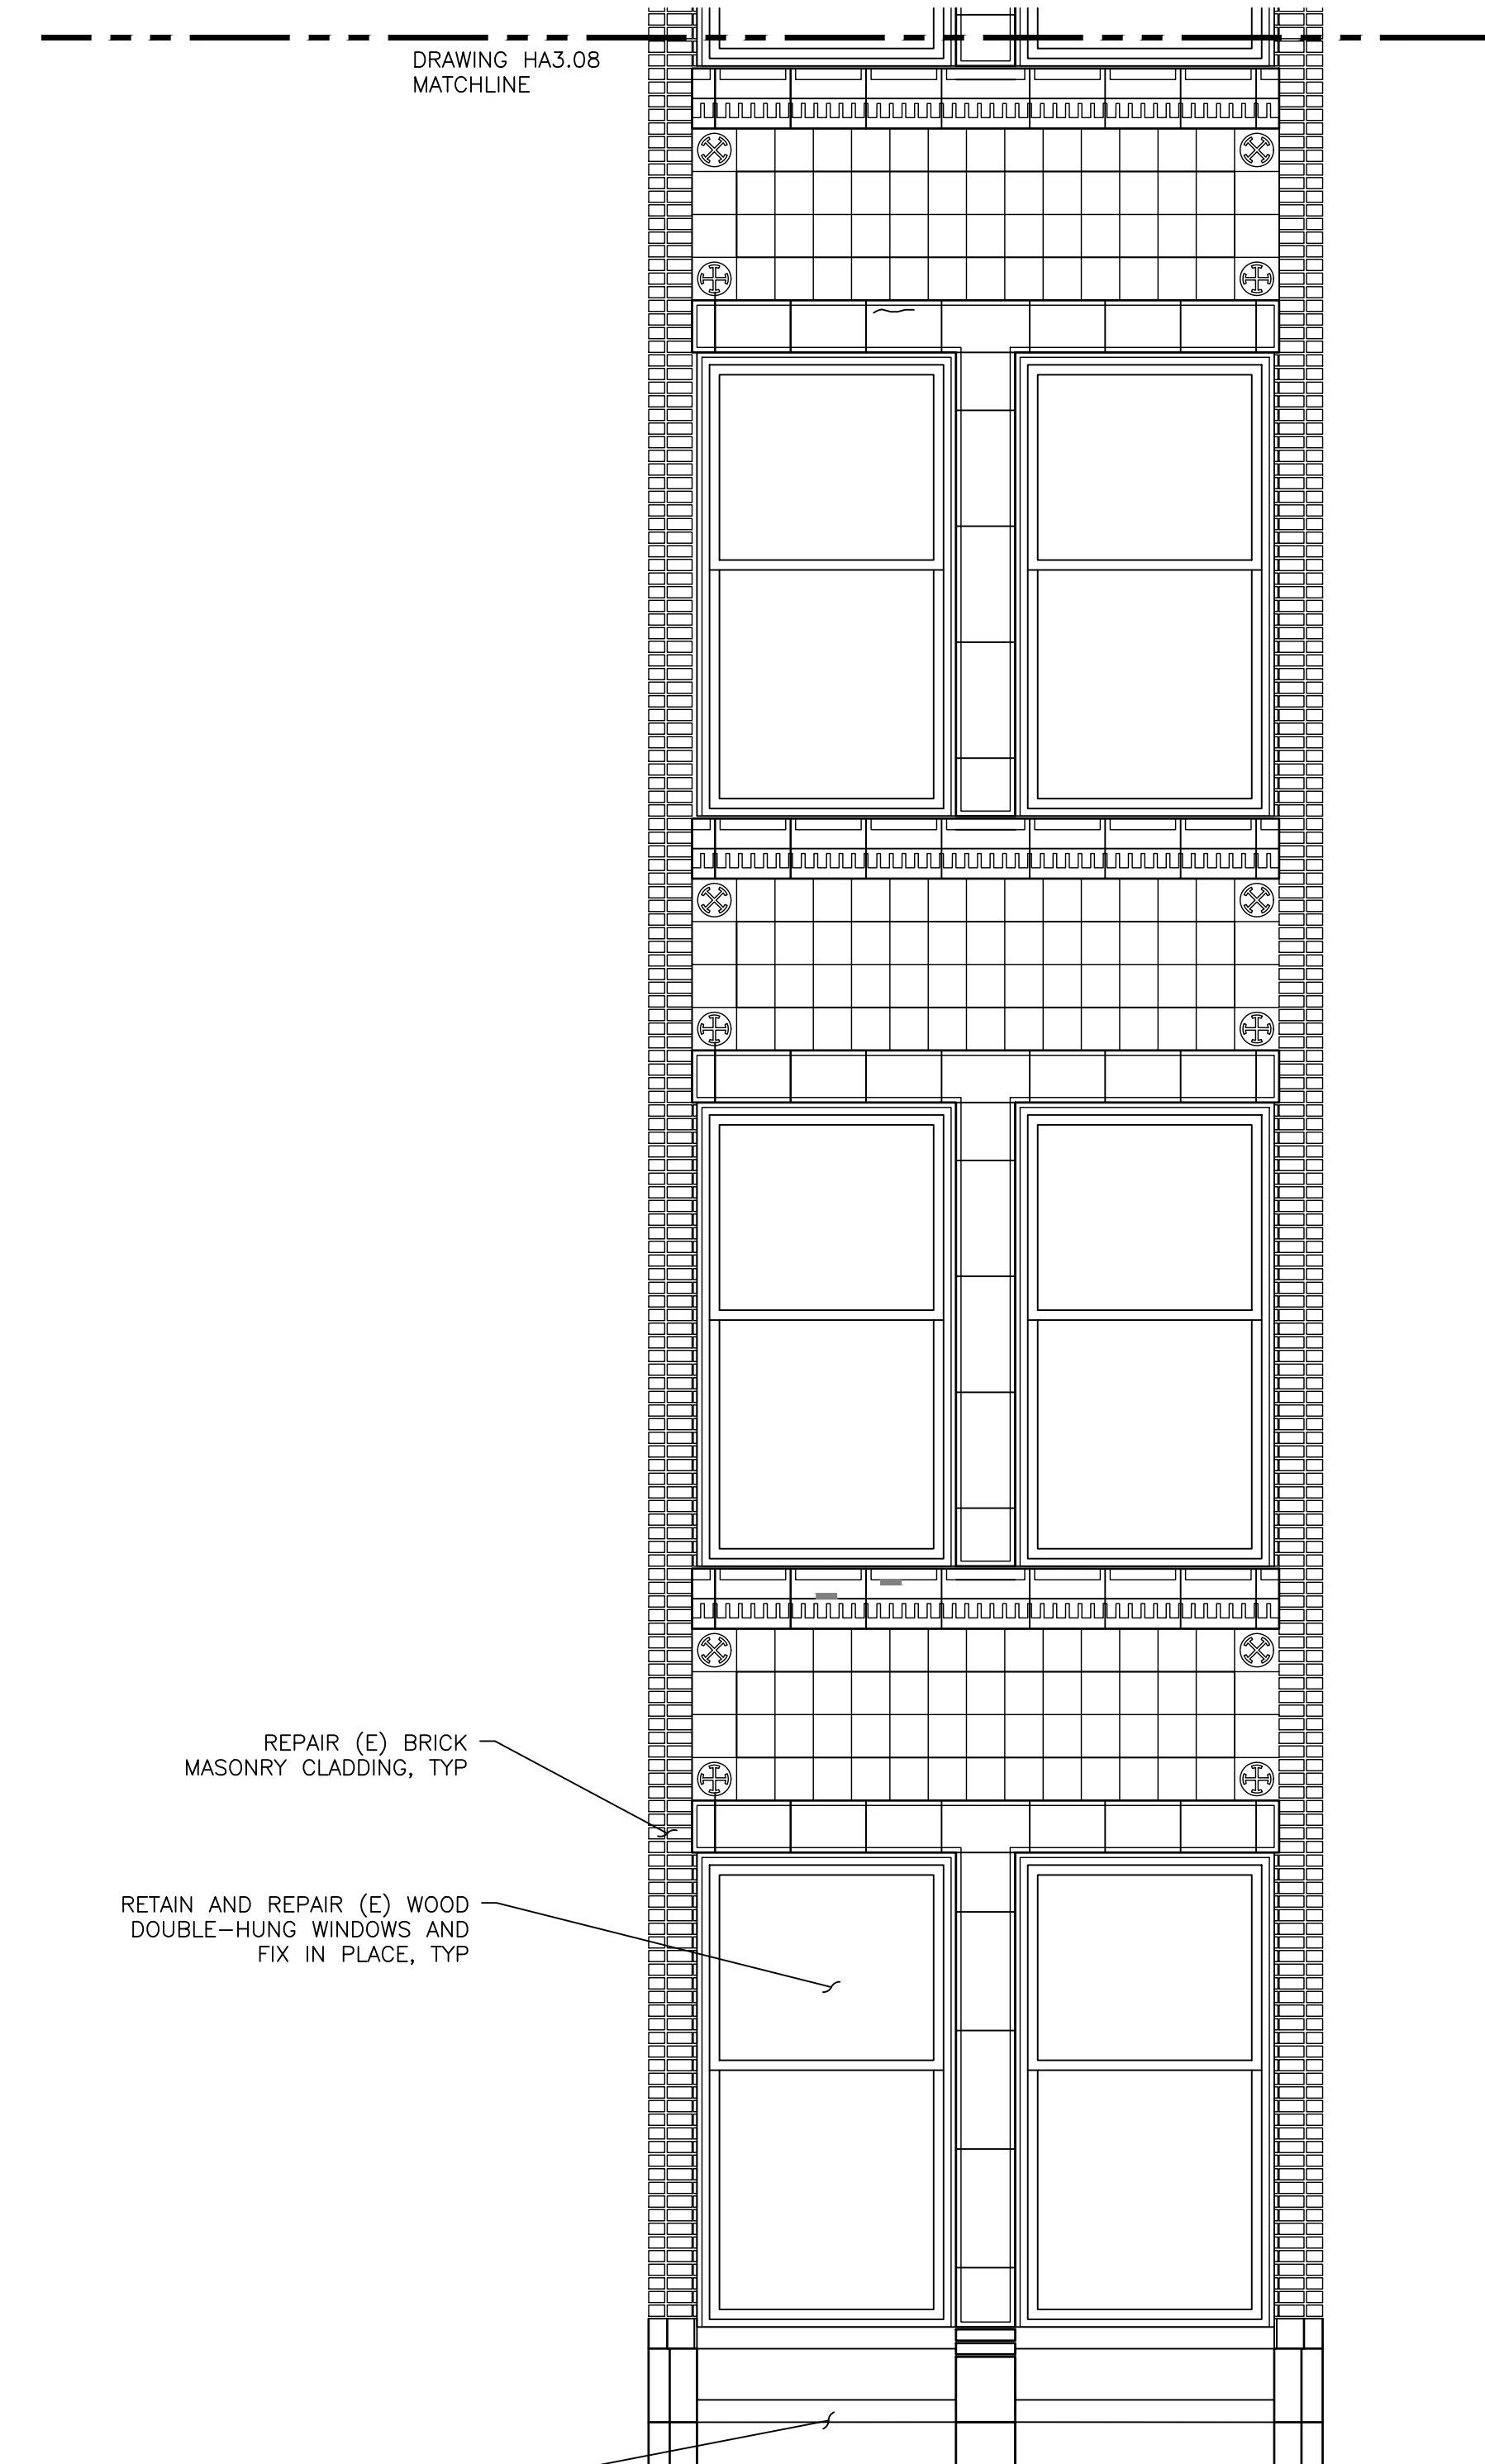 DRAWING HA3.08
MATCHLINE
REPAIR (E) BRICK
MASONRY CLADDING, TYP
RETAIN AND REPAIR (E) WOOD
DOUBLE-HUNG WINDOWS AND
FIX IN PLACE, TYP